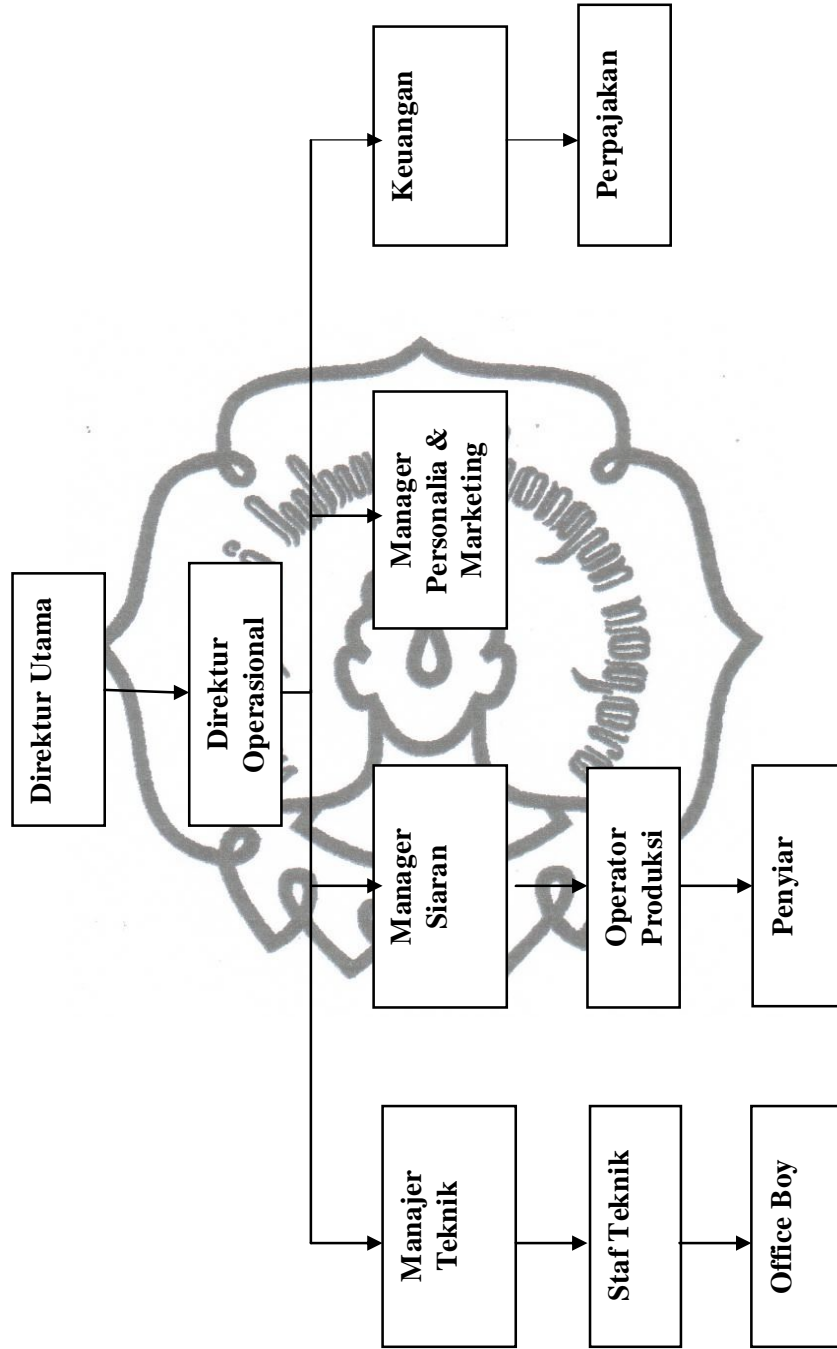 Direktur Utama
Direktur
Operasional
Manajer
Teknik
Manager
Siaran
Manager
Personalia &
Marketing
Keuangan
Staf Teknik
Operator
Produksi
Perpajakan
Office Boy
Penyiar